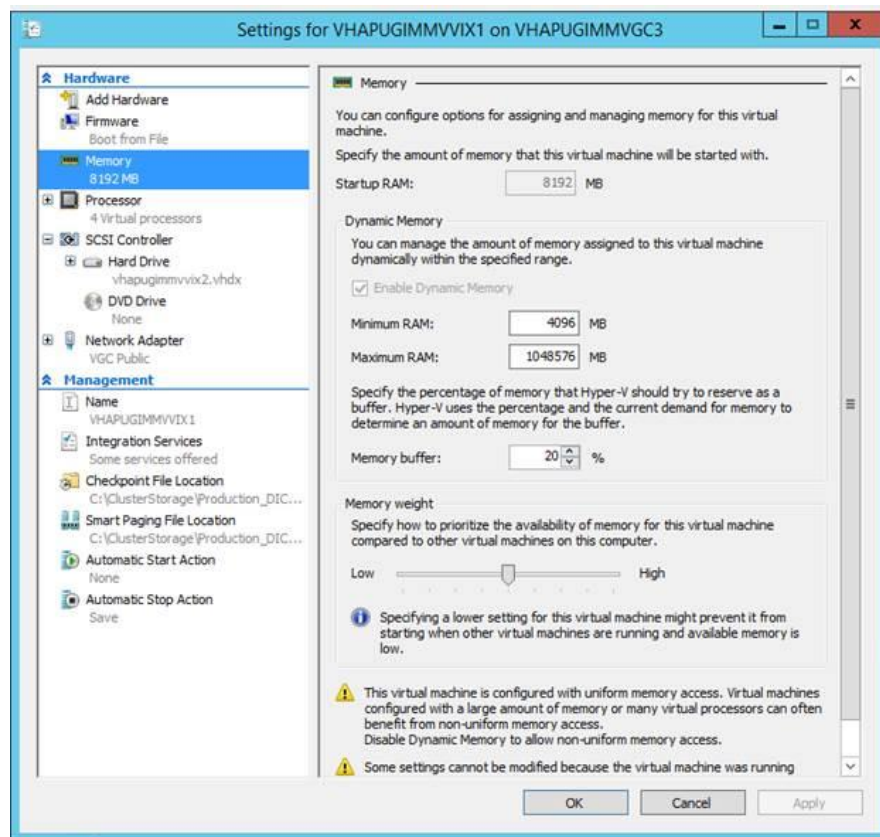 Settings for VHAPUGIMMVVIX1 on VHAPUGIMMVGC3
Hardware
Add Hardware
Firmware
Boot from File
Memory
8192 MB
Processor
4 Virtual processors
SCSI Controller
Hard Drive
vhapugimmvvix2.vhdx
DVD Drive
None
Network Adapter
VGC Public
Management
Name
VHAPUGIMMVVIX1
Integration Services
Some services offered
Checkpoint File Location
C:\ClusterStorage\Production_DIC...
Smart Paging File Location
C:\ClusterStorage\Production_DIC...
Automatic Start Action
None
Automatic Stop Action
Save
Memory
You can configure options for assigning and managing memory for this virtual
machine.
Specify the amount of memory that this virtual machine will be started with.
Startup RAM: 8192 MB
Dynamic Memory
You can manage the amount of memory assigned to this virtual machine
dynamically within the specified range.
Enable Dynamic Memory
Minimum RAM: 4096 MB
Maximum RAM: 1048576 MB
Specify the percentage of memory that Hyper-V should try to reserve as a
buffer. Hyper-V uses the percentage and the current demand for memory to
determine an amount of memory for the buffer.
Memory buffer: 20 %
Memory weight
Specify how to prioritize the availability of memory for this virtual machine
compared to other virtual machines on this computer.
Low High
Specifying a lower setting for this virtual machine might prevent it from
starting when other virtual machines are running and available memory is
low.
This virtual machine is configured with uniform memory access. Virtual machines
configured with a large amount of memory or many virtual processors can often
benefit from non-uniform memory access.
Disable Dynamic Memory to allow non-uniform memory access.
Some settings cannot be modified because the virtual machine was running
OK Cancel Apply